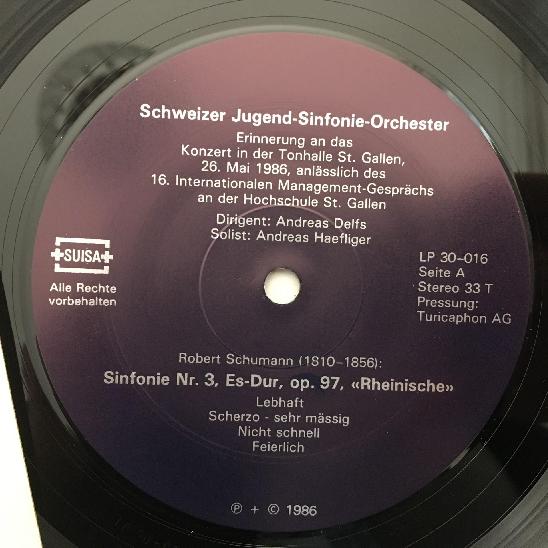 Schweizer Jugend-Sinfonie-Orchester
Erinnerung an das
Konzert in der Tonhalle St. Gallen,
26. Mai 1986, anlässlich des
16. Internationalen Management-Gesprächs
an der Hochschule St. Gallen
Dirigent: Andreas Delfs
Solist: Andreas Haefliger
SUISA
Alle Rechte
vorbehalten
LP 30-016
Seite A
Stereo 33 T
Pressung:
Turicaphon AG
Robert Schumann (1810-1856):
Sinfonie Nr. 3, Es-Dur, op. 97, «Rheinische»
Lebhaft
Scherzo - sehr mässig
Nicht schnell
Feierlich
℗ + © 1986